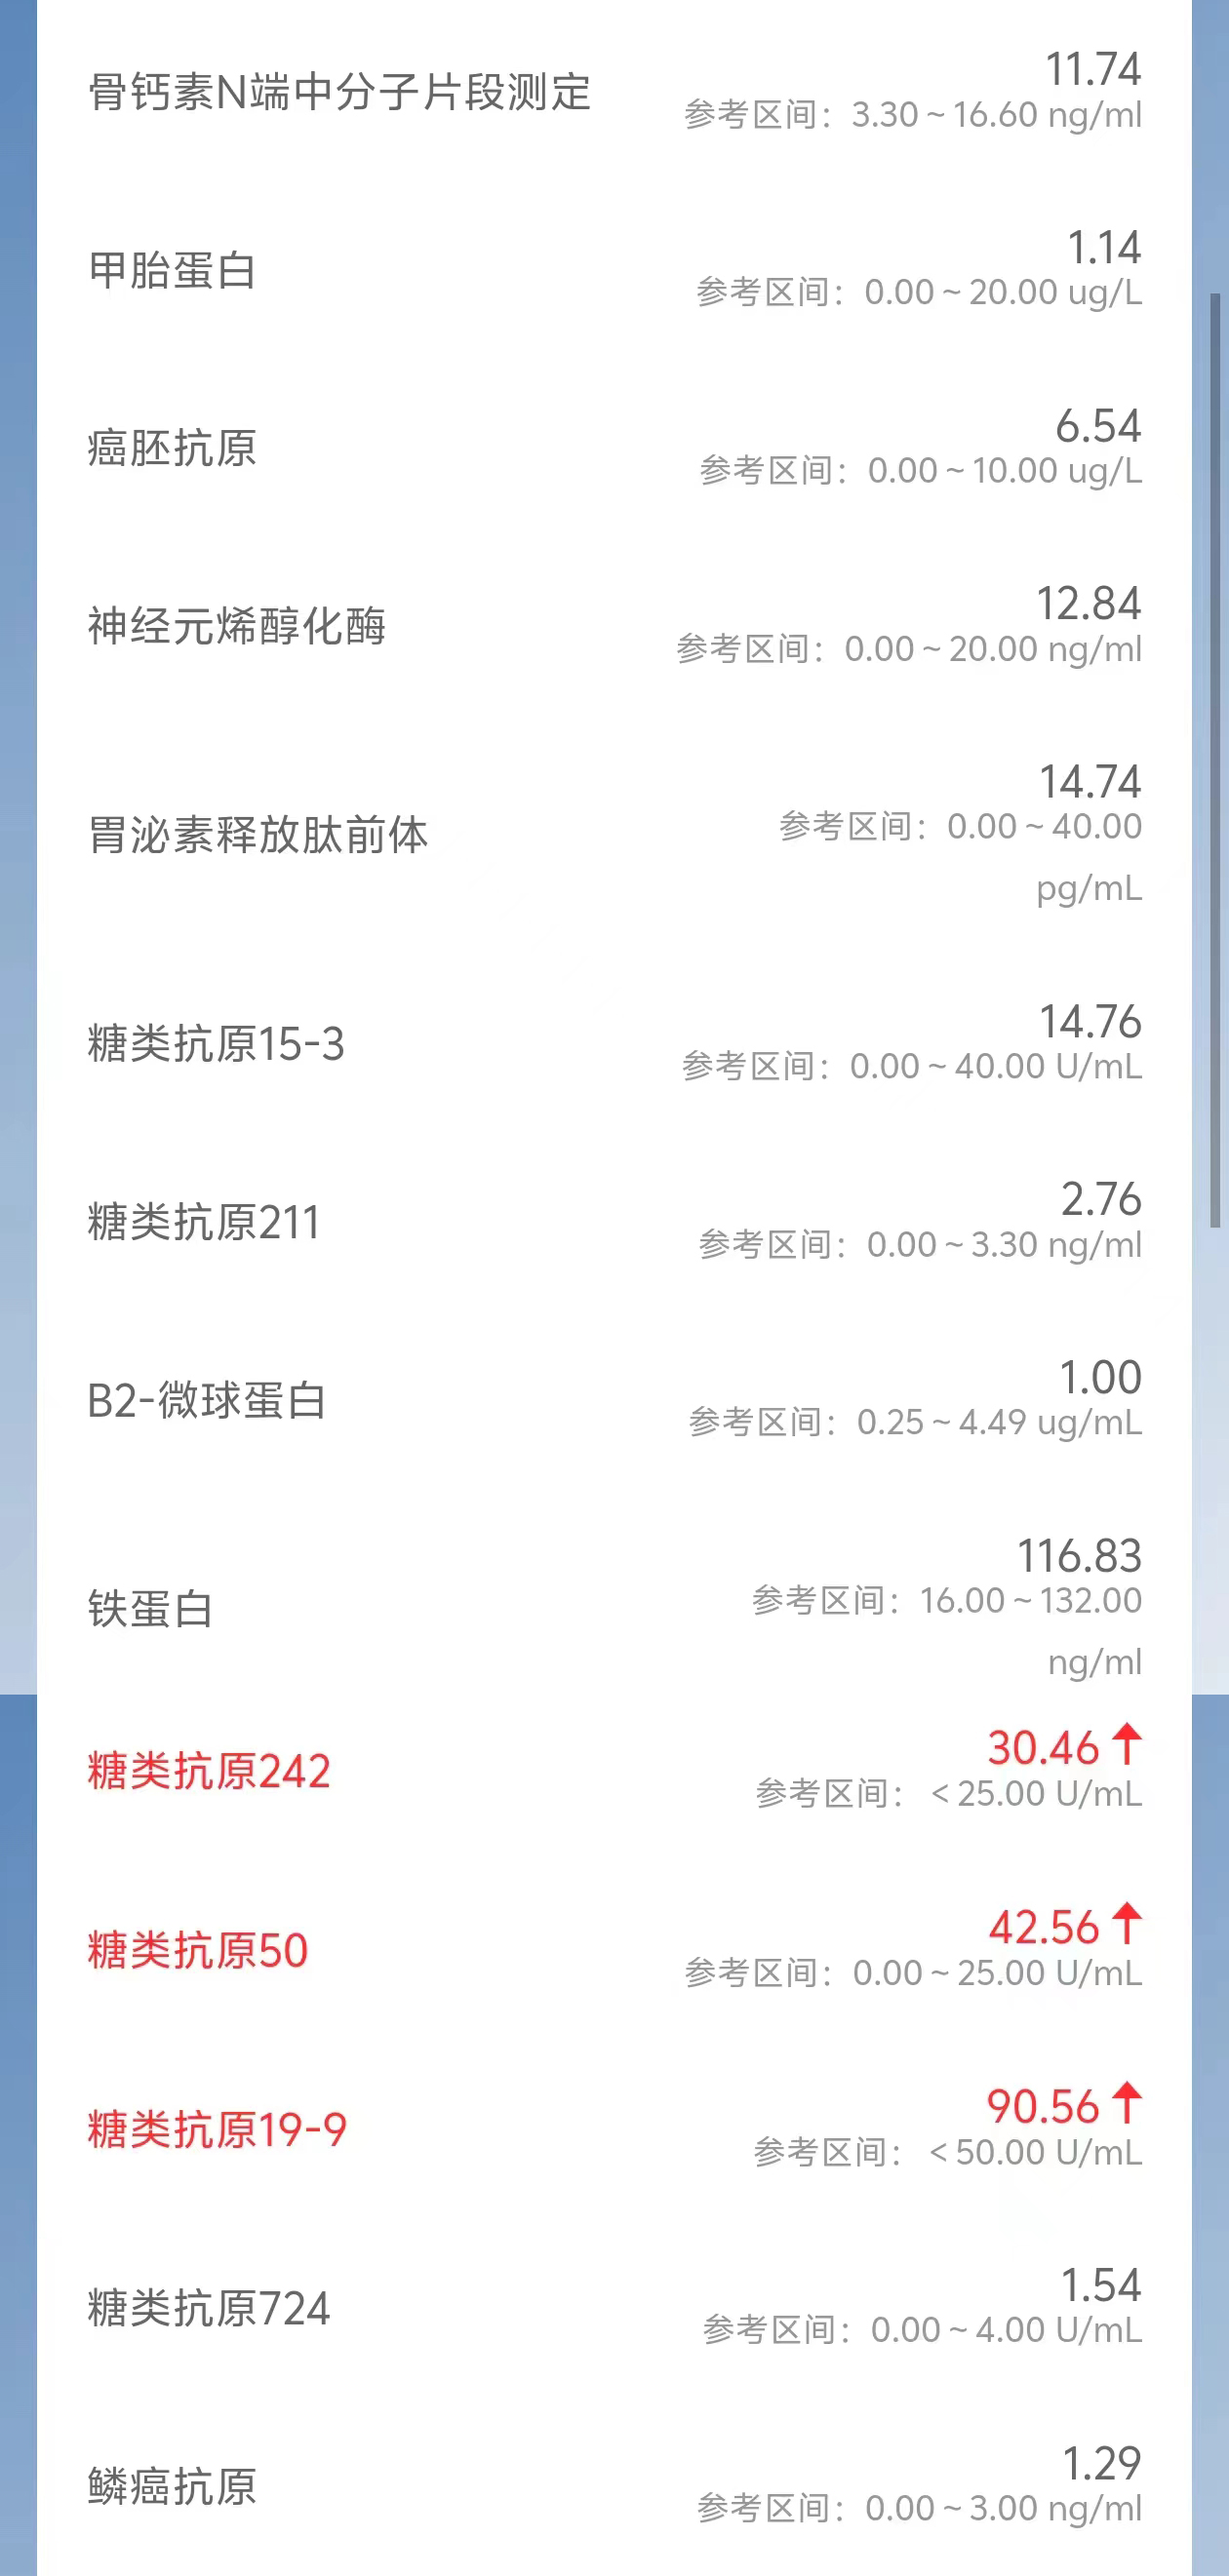 骨钙素N端中分子片段测定
11.74
参考区间：3.30 ~ 16.60 ng/ml
甲胎蛋白
1.14
参考区间：0.00 ~ 20.00 ug/L
癌胚抗原
6.54
参考区间：0.00 ~ 10.00 ug/L
神经元烯醇化酶
12.84
参考区间：0.00 ~ 20.00 ng/ml
胃泌素释放肽前体
14.74
参考区间：0.00 ~ 40.00
pg/mL
糖类抗原15-3
14.76
参考区间：0.00 ~ 40.00 U/mL
糖类抗原211
2.76
参考区间：0.00 ~ 3.30 ng/ml
B2-微球蛋白
1.00
参考区间：0.25 ~ 4.49 ug/mL
铁蛋白
116.83
参考区间：16.00 ~ 132.00
ng/ml
糖类抗原242
30.46 ↑
参考区间： < 25.00 U/mL
糖类抗原50
42.56 ↑
参考区间：0.00 ~ 25.00 U/mL
糖类抗原19-9
90.56 ↑
参考区间： < 50.00 U/mL
糖类抗原724
1.54
参考区间：0.00 ~ 4.00 U/mL
鳞癌抗原
1.29
参考区间：0.00 ~ 3.00 ng/ml